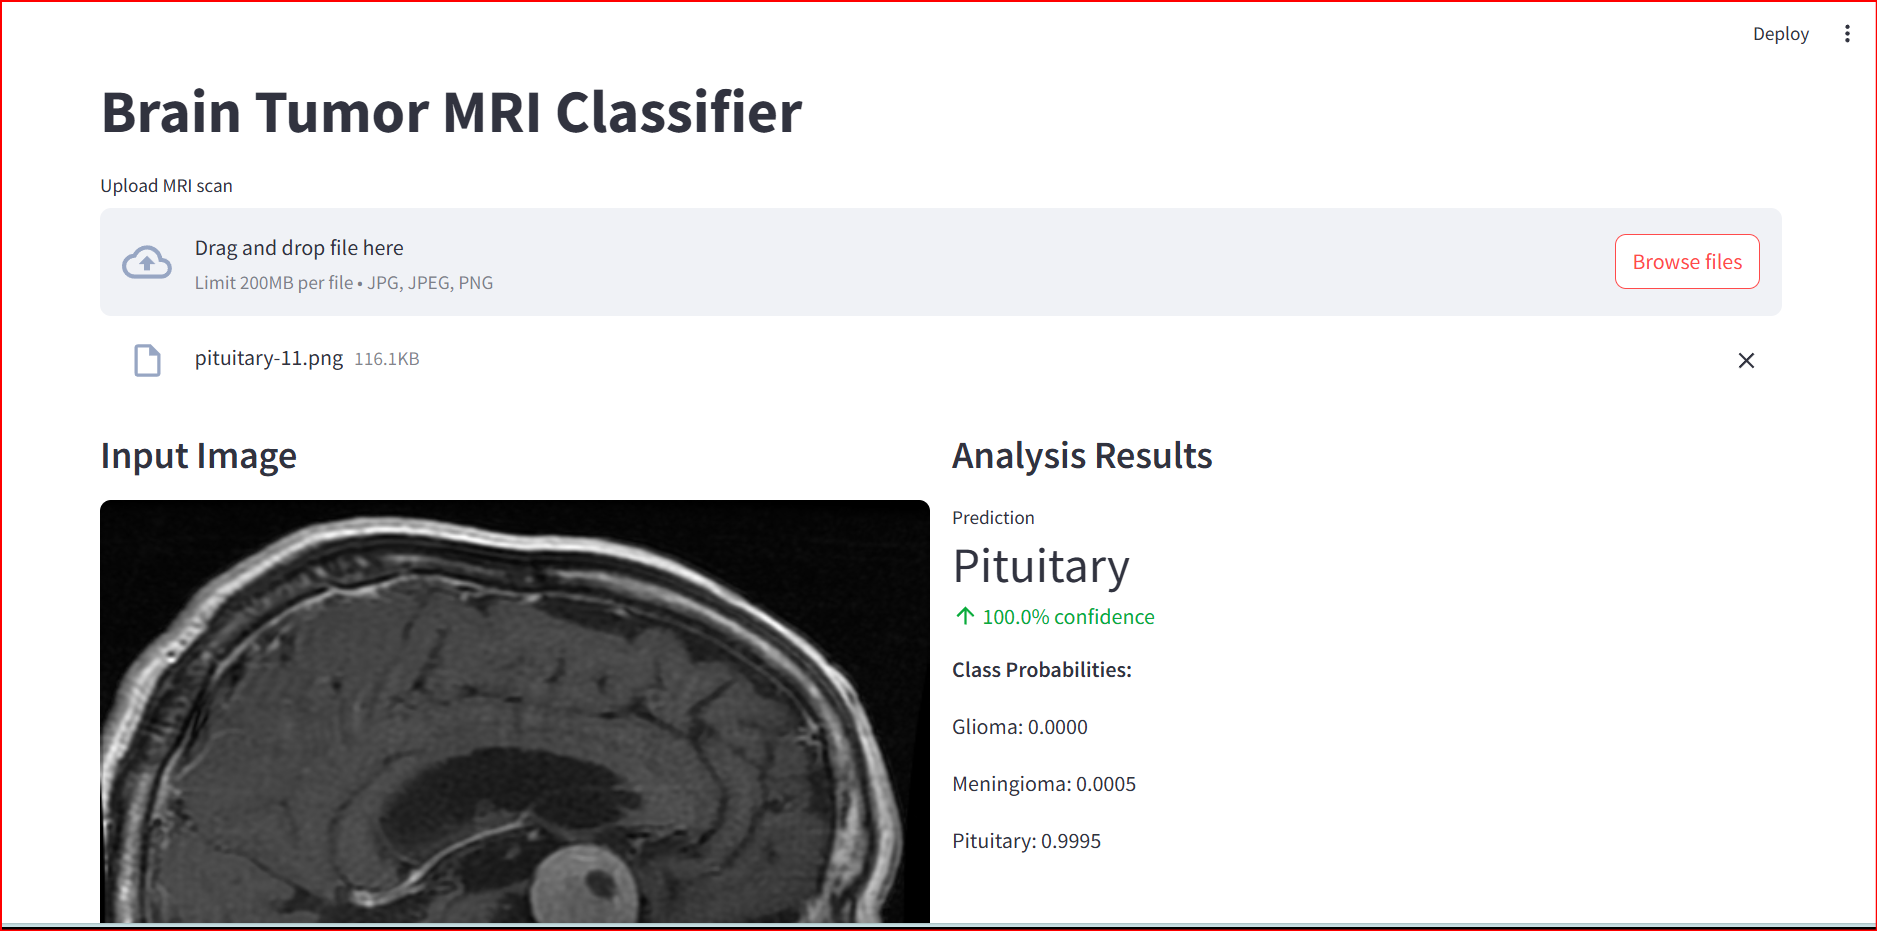 Deploy
Brain Tumor MRI Classifier
Upload MRI scan
Drag and drop file here
Limit 200MB per file • JPG, JPEG, PNG
Browse files
pituitary-11.png 116.1KB
Input Image
Analysis Results
Prediction
Pituitary
↑ 100.0% confidence
Class Probabilities:
Glioma: 0.0000
Meningioma: 0.0005
Pituitary: 0.9995